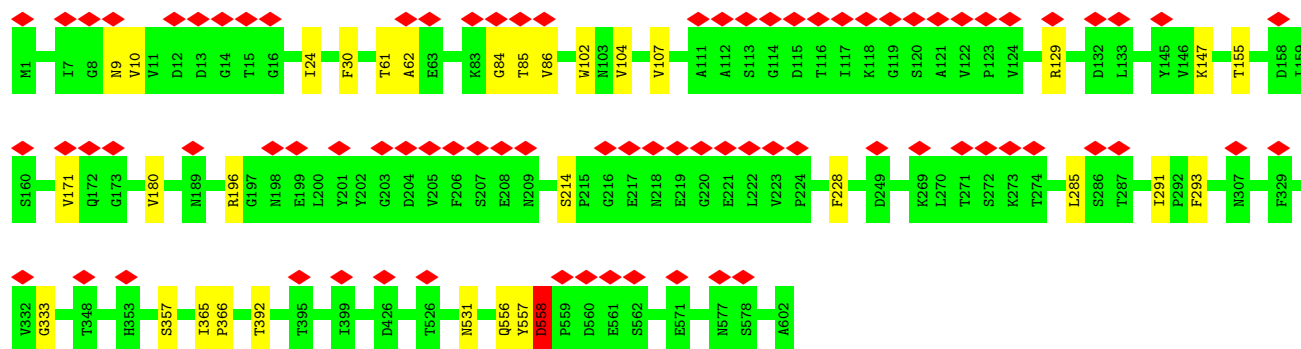 M1 I7 G8 N9 V10 V11 D12 D13 G14 T15 G16 I24 F30 T61 A62 E63 K83 G84 T85 V86 W102 N103 V104 V107 A111 A112 S113 G114 D115 T116 I117 K118 G119 S120 A121 V122 P123 V124 R129 D132 L133 Y145 V146 K147 T155 D158 I159
S160 V171 Q172 G173 V180 N189 R196 G197 N198 E199 L200 Y201 Y202 G203 D204 V205 F206 S207 E208 N209 S214 P215 G216 E217 N218 E219 G220 E221 L222 V223 P224 F228 D249 K269 L270 T271 S272 K273 T274 L285 S286 T287 I291 P292 F293 N307 F329
V332 G333 T348 H353 S357 I365 P366 T392 T395 I399 D426 T526 N531 Q556 Y557 D558 P559 D560 E561 S562 E571 N577 S578 A602